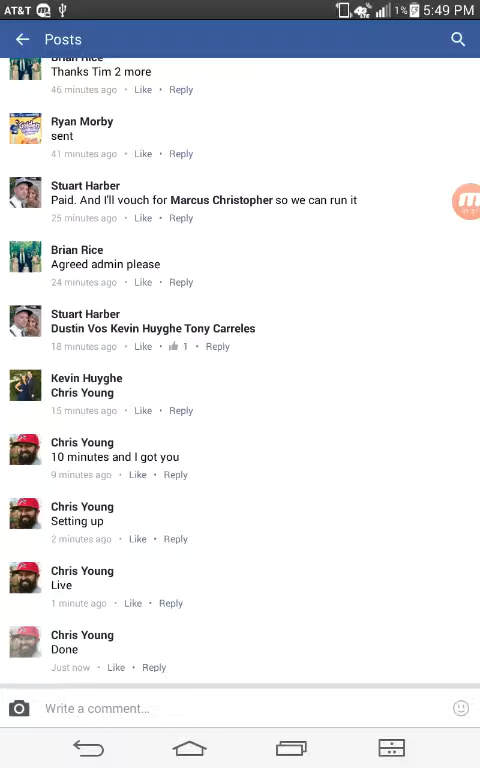 AT&T 1% 5:49 PM
Posts
Brian Rice
Thanks Tim 2 more
46 minutes ago • Like • Reply
Ryan Morby
sent
41 minutes ago • Like • Reply
Stuart Harber
Paid. And I'll vouch for Marcus Christopher so we can run it
25 minutes ago • Like • Reply
Brian Rice
Agreed admin please
24 minutes ago • Like • Reply
Stuart Harber
Dustin Vos Kevin Huyghe Tony Carreles
18 minutes ago • Like • 1 • Reply
Kevin Huyghe
Chris Young
15 minutes ago • Like • Reply
Chris Young
10 minutes and I got you
9 minutes ago • Like • Reply
Chris Young
Setting up
2 minutes ago • Like • Reply
Chris Young
Live
1 minute ago • Like • Reply
Chris Young
Done
Just now • Like • Reply
Write a comment...